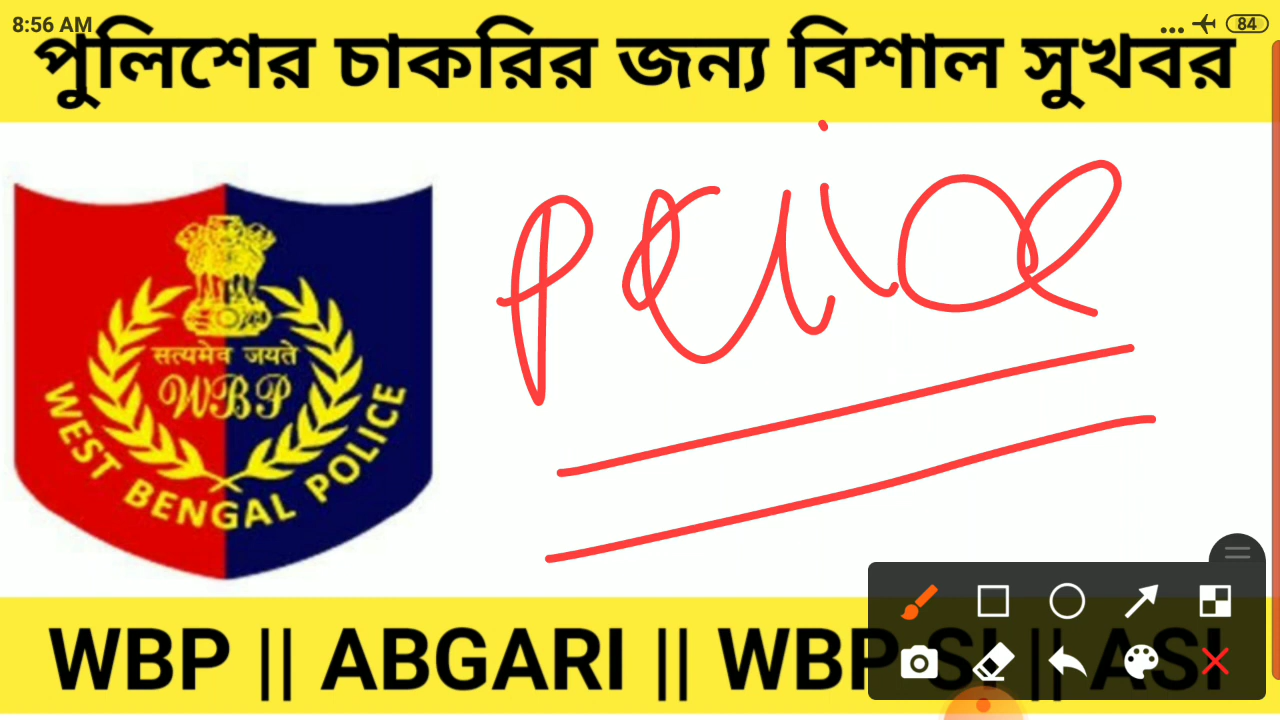 8:56 AM
84
পুলিশের চাকরির জন্য বিশাল সুখবর
police
सत्यमेव जयते
WBP
WEST BENGAL POLICE
WBP || ABGARI || WBP SI || ASI